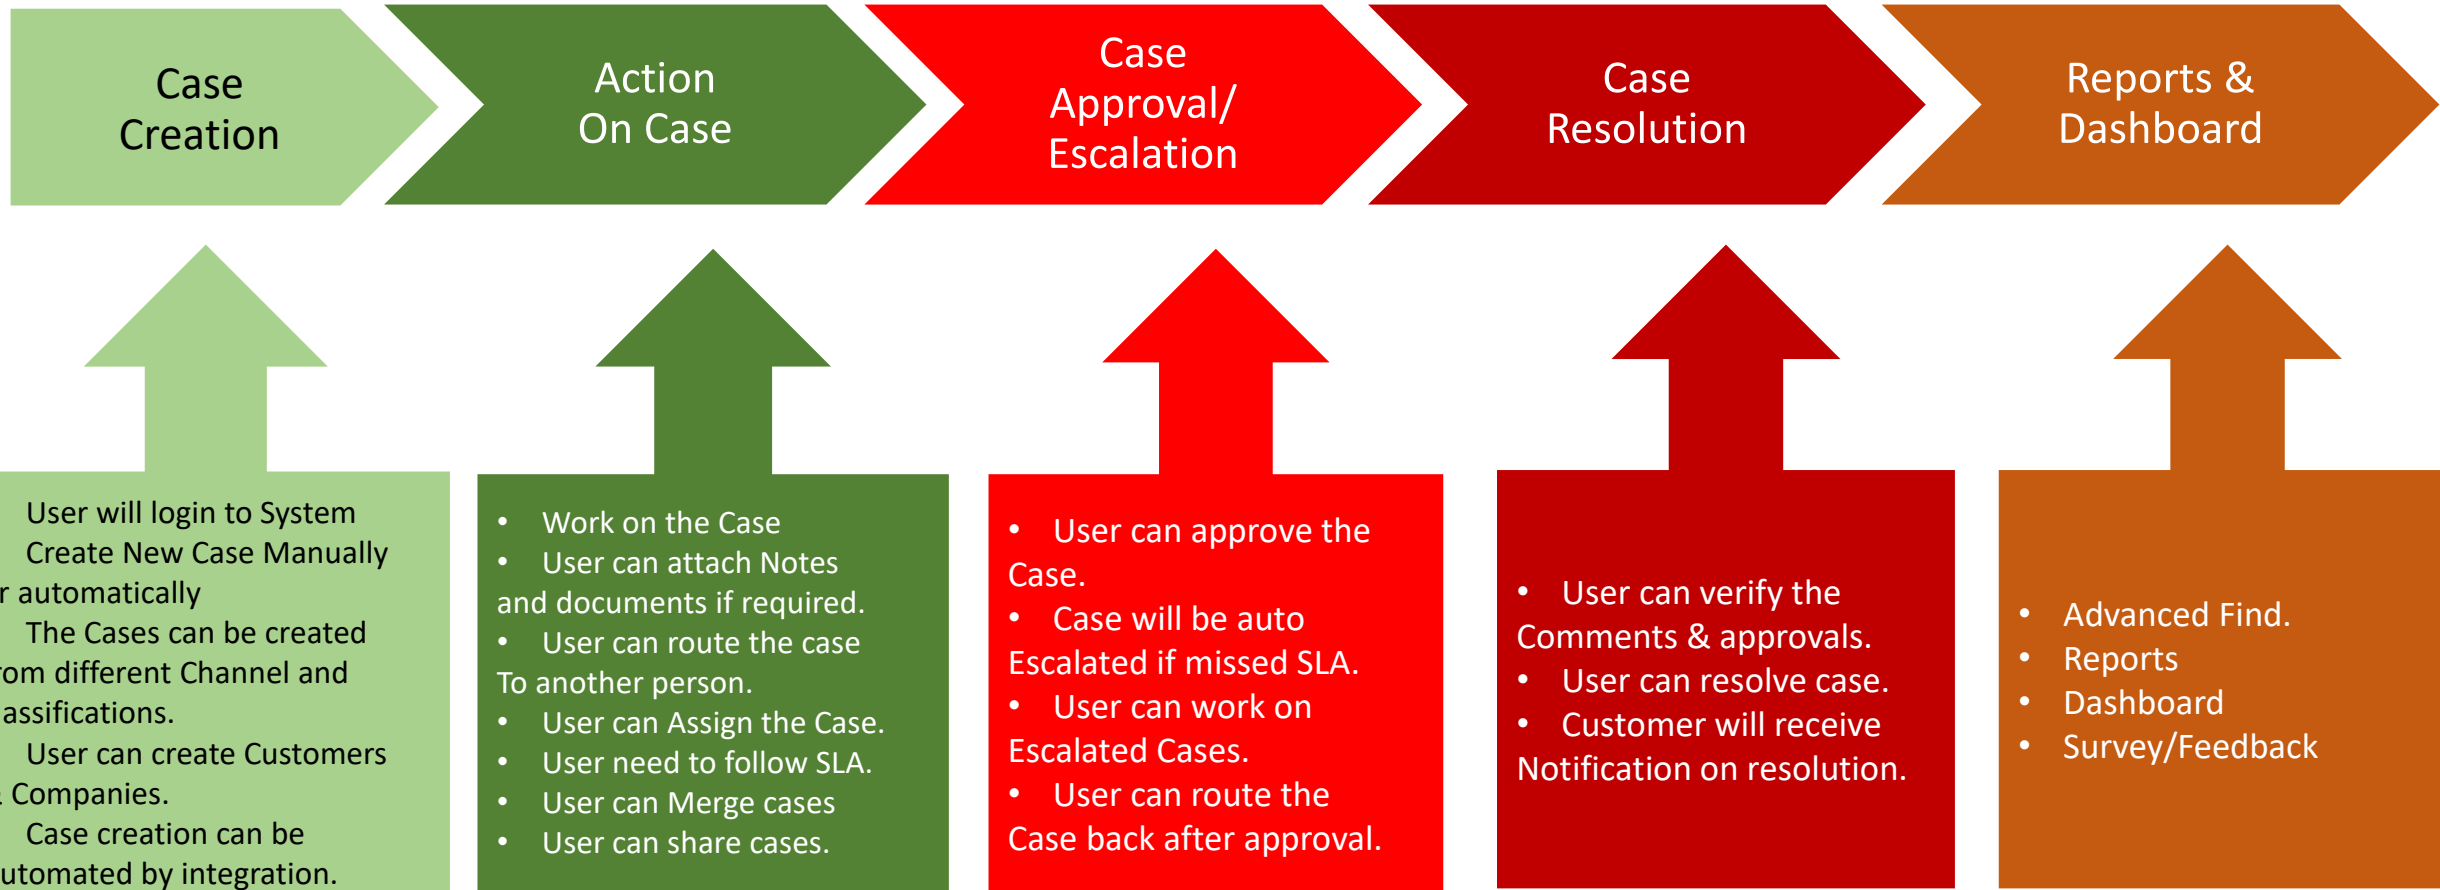 Case
Creation
Action
On Case
Case
Approval/
Escalation
Case
Resolution
Reports &
Dashboard
User will login to System
Create New Case Manually
r automatically
The Cases can be created
rom different Channel and
assifications.
User can create Customers
& Companies.
Case creation can be
utomated by integration.
• Work on the Case
• User can attach Notes
and documents if required.
• User can route the case
To another person.
• User can Assign the Case.
• User need to follow SLA.
• User can Merge cases
• User can share cases.
• User can approve the
Case.
• Case will be auto
Escalated if missed SLA.
• User can work on
Escalated Cases.
• User can route the
Case back after approval.
• User can verify the
Comments & approvals.
• User can resolve case.
• Customer will receive
Notification on resolution.
• Advanced Find.
• Reports
• Dashboard
• Survey/Feedback